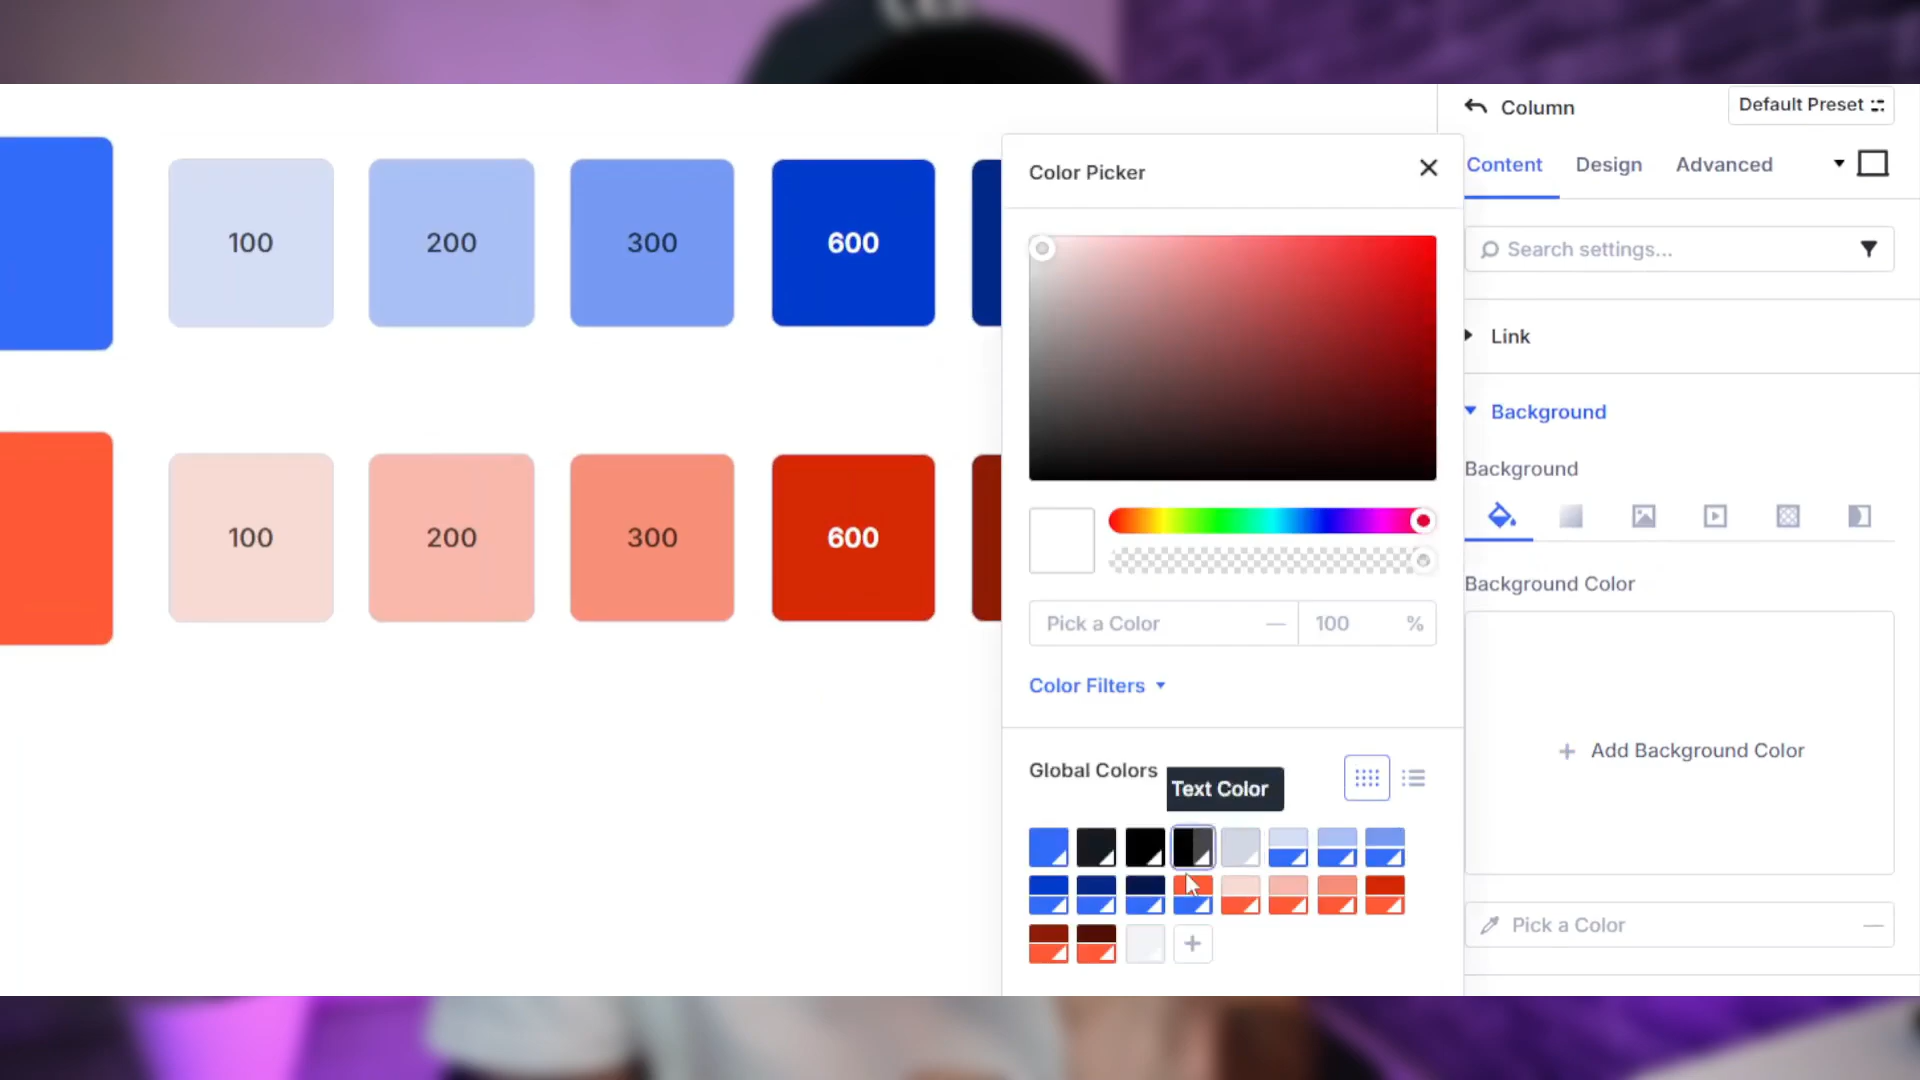 Column
Default Preset
Content
Design
Advanced
Search settings...
Link
Background
Background
Background Color
Add Background Color
Pick a Color
Color Picker
Pick a Color
100 %
Color Filters
Global Colors
Text Color
100
200
300
600
100
200
300
600